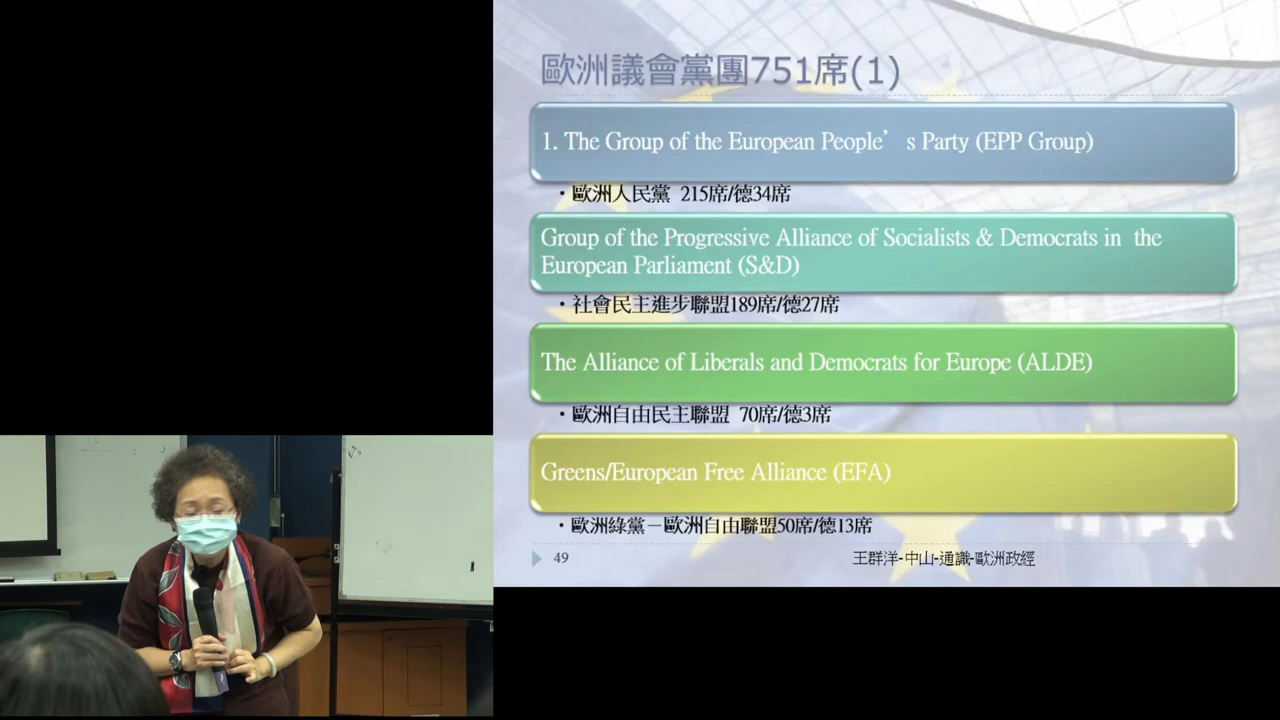 歐洲議會黨團751席(1)
1. The Group of the European People’s Party (EPP Group)
・歐洲人民黨 215席/德34席
Group of the Progressive Alliance of Socialists & Democrats in the
European Parliament (S&D)
・社會民主進步聯盟189席/德27席
The Alliance of Liberals and Democrats for Europe (ALDE)
・歐洲自由民主聯盟 70席/德3席
Greens/European Free Alliance (EFA)
・歐洲綠黨－歐洲自由聯盟50席/德13席
49
王群洋-中山-通識-歐洲政經